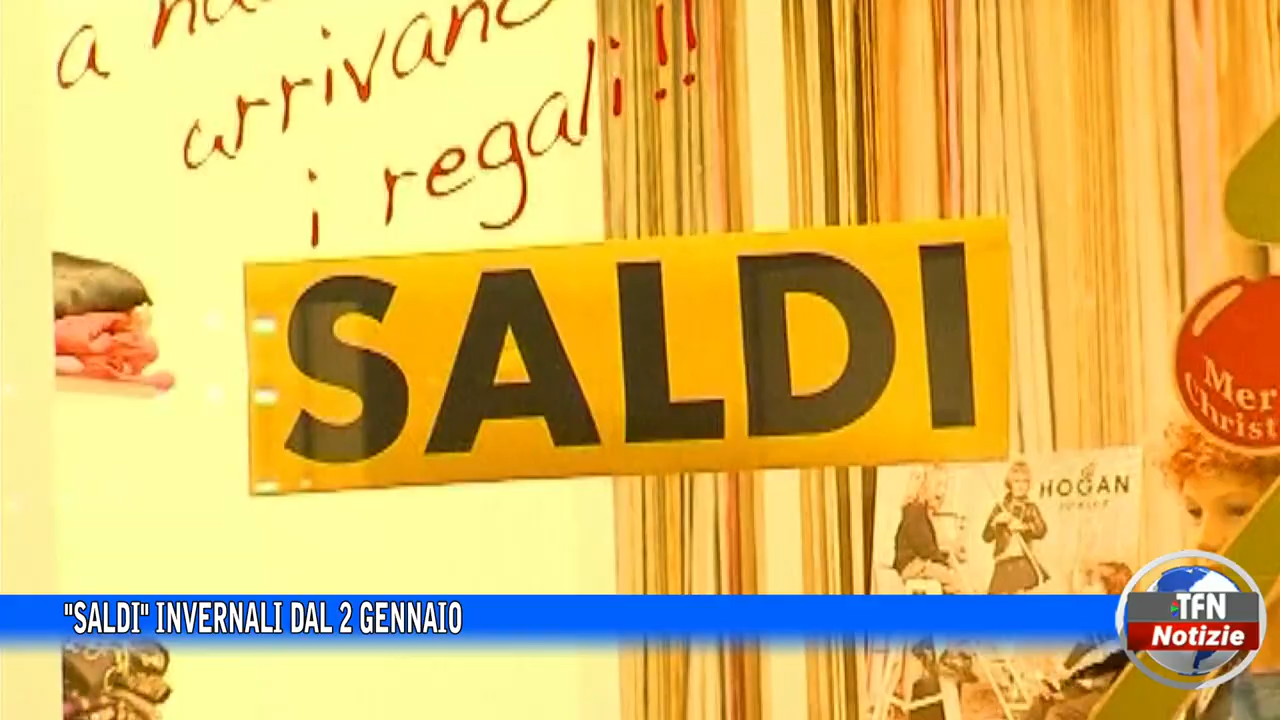 a
arrivano
i regali!!
SALDI
HOGAN
"SALDI" INVERNALI DAL 2 GENNAIO
TFN
Notizie